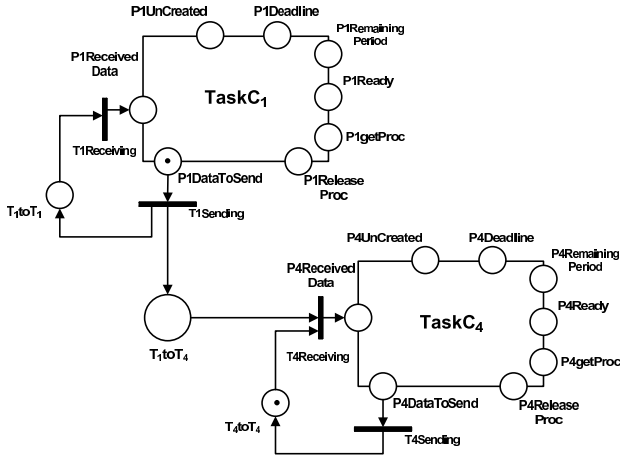 P1UnCreated
P1Deadline
P1Remaining
Period
P1Received
Data
TaskC1
P1Ready
P1getProc
T1Receiving
P1DataToSend
P1Release
Proc
T1toT1
T1Sending
P4UnCreated
P4Deadline
P4Remaining
Period
P4Received
Data
TaskC4
P4Ready
T1toT4
T4Receiving
P4getProc
P4DataToSend
P4Release
Proc
T4toT4
T4Sending